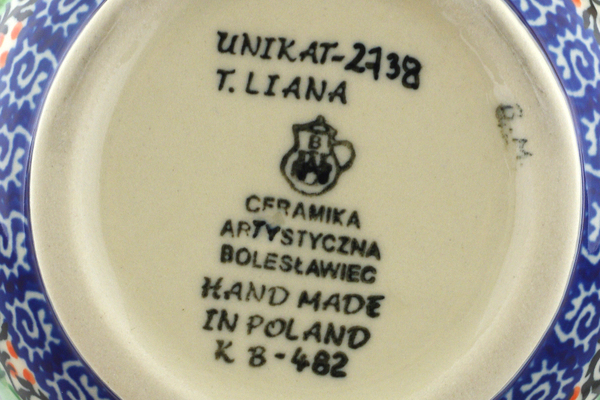 UNIKAT-2738
T. LIANA
B.M.
B
CERAMIKA
ARTYSTYCZNA
BOLESŁAWIEC
HAND MADE
IN POLAND
K B-482